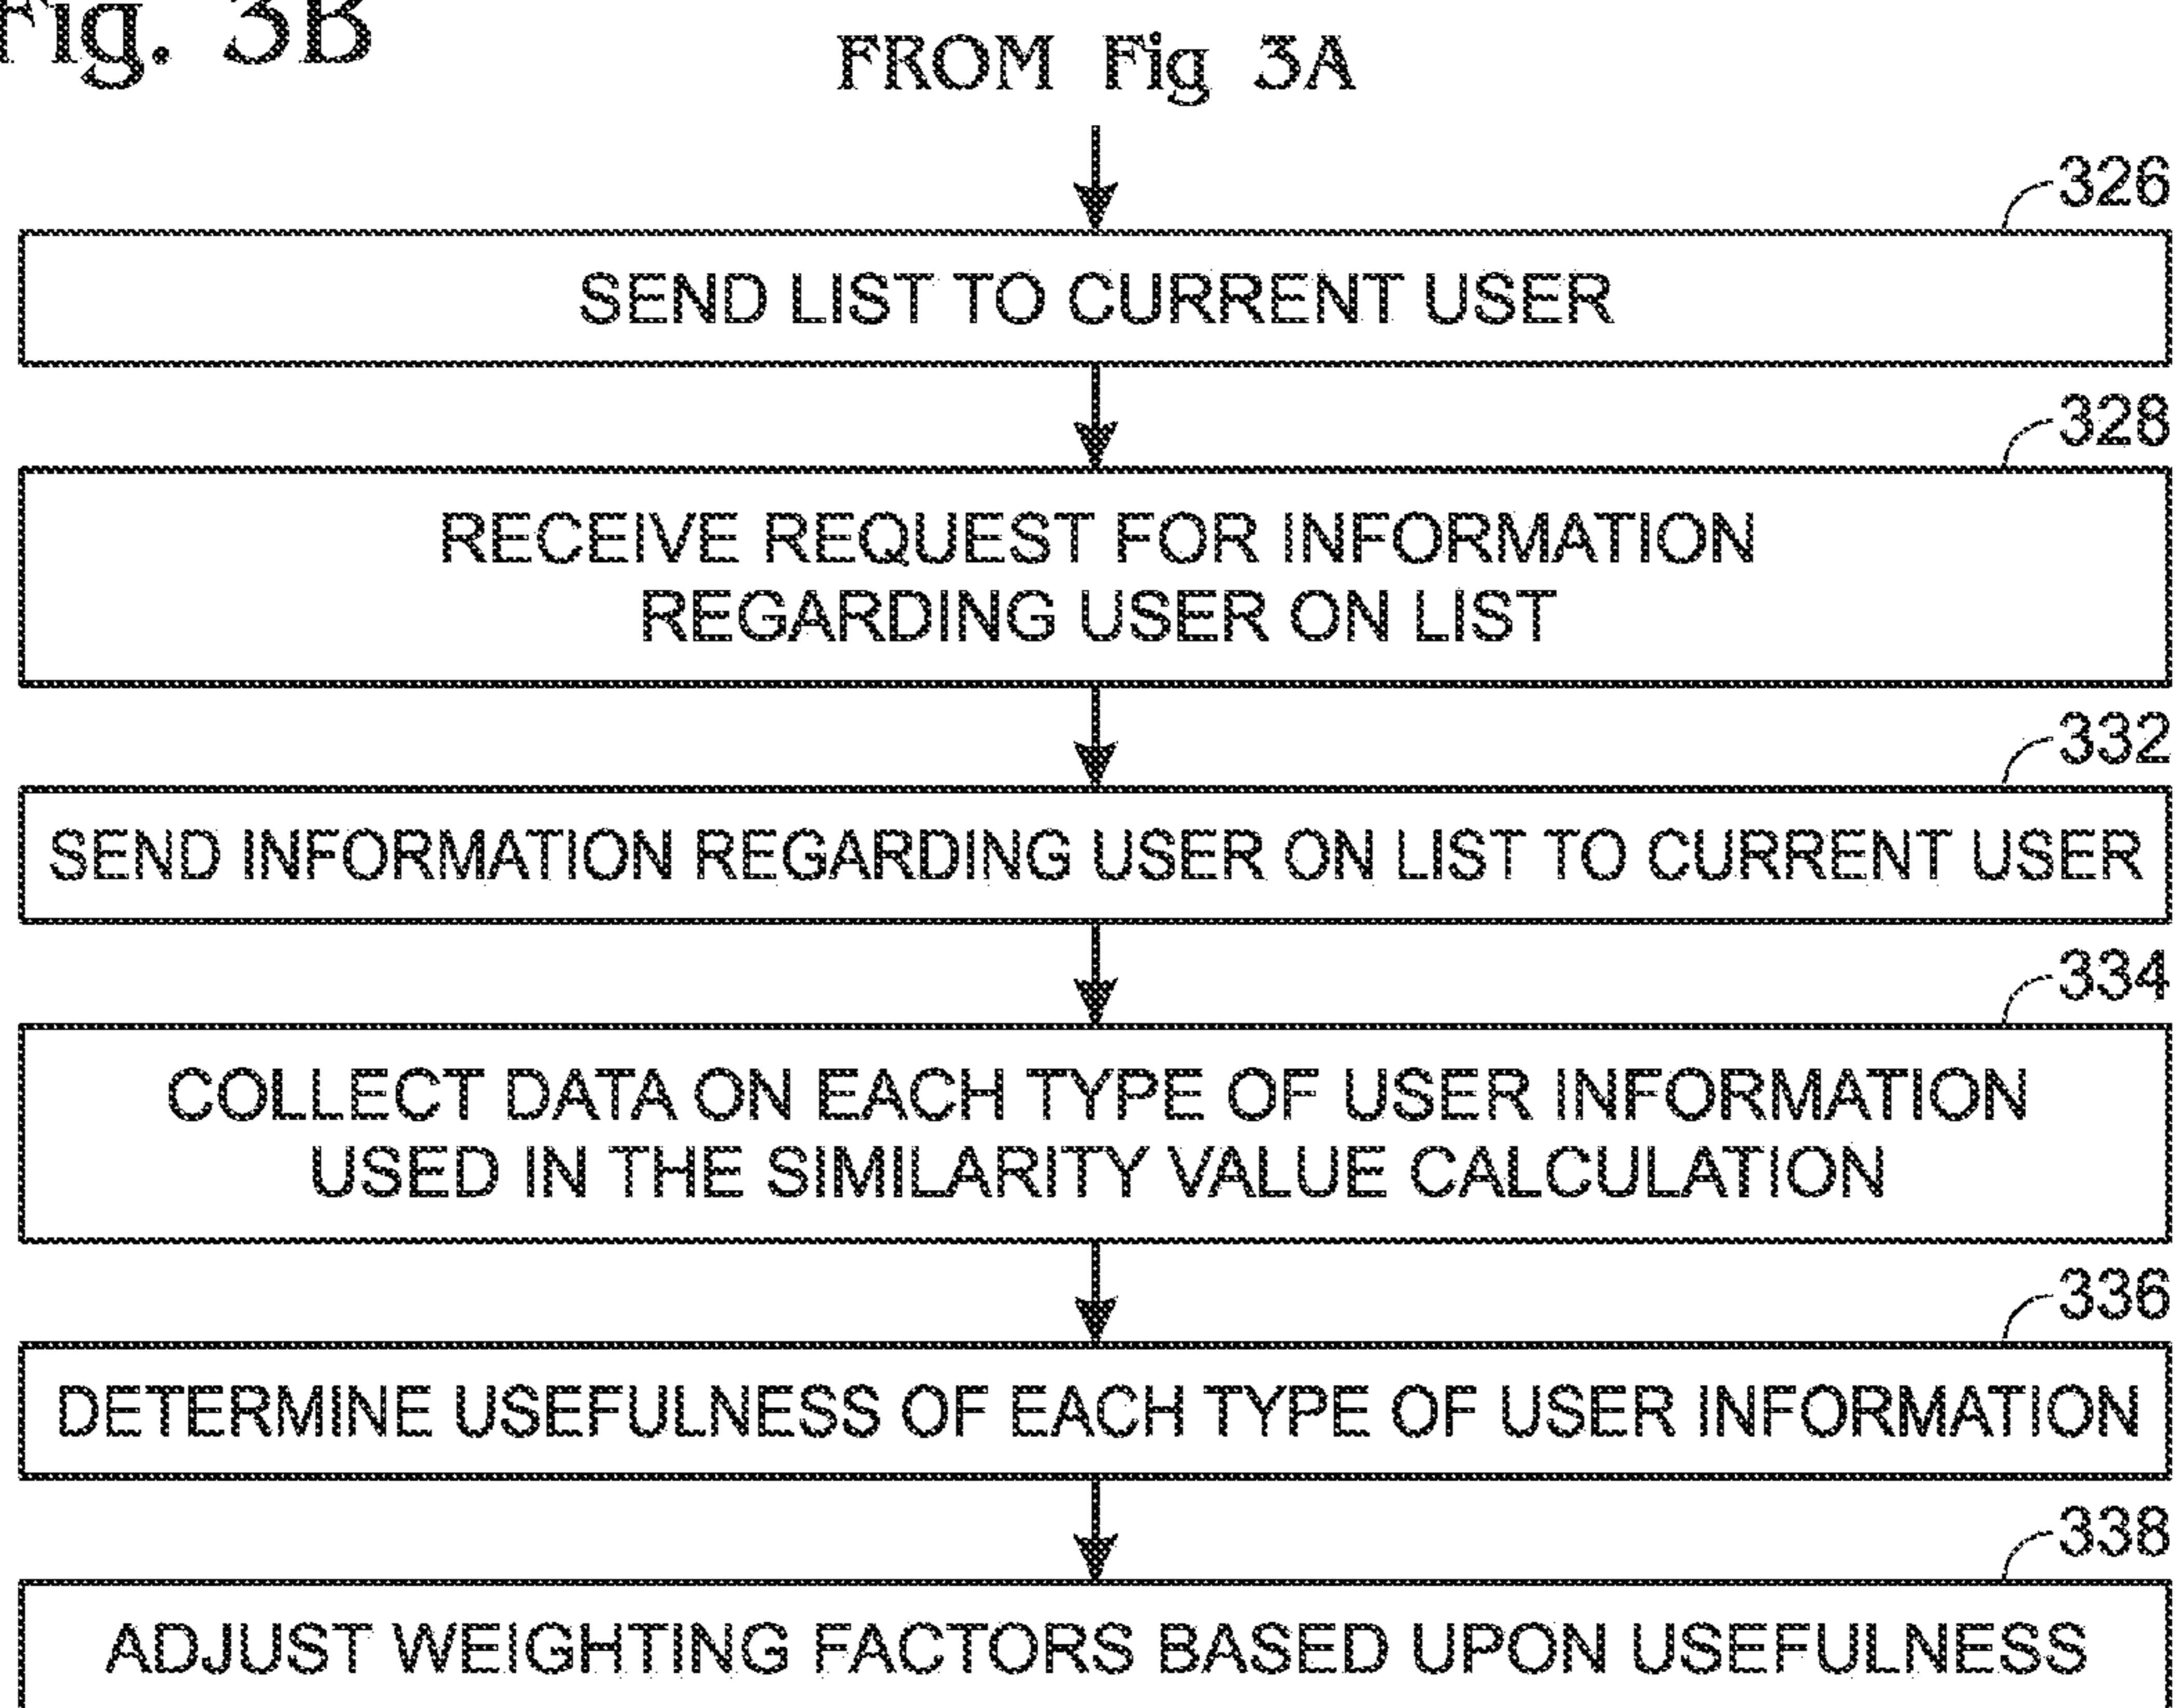 Fig. 3B
FROM Fig 3A
326
SEND LIST TO CURRENT USER
328
RECEIVE REQUEST FOR INFORMATION
REGARDING USER ON LIST
332
SEND INFORMATION REGARDING USER ON LIST TO CURRENT USER
334
COLLECT DATA ON EACH TYPE OF USER INFORMATION
USED IN THE SIMILARITY VALUE CALCULATION
336
DETERMINE USEFULNESS OF EACH TYPE OF USER INFORMATION
338
ADJUST WEIGHTING FACTORS BASED UPON USEFULNESS